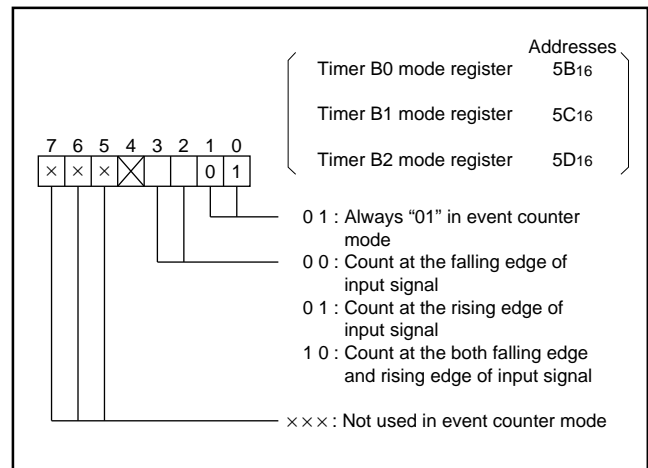 Addresses
Timer B0 mode register 5B16
Timer B1 mode register 5C16
Timer B2 mode register 5D16
7 6 5 4 3 2 1 0
× × × 0 1
0 1 : Always “01” in event counter
mode
0 0 : Count at the falling edge of
input signal
0 1 : Count at the rising edge of
input signal
1 0 : Count at the both falling edge
and rising edge of input signal
××× : Not used in event counter mode